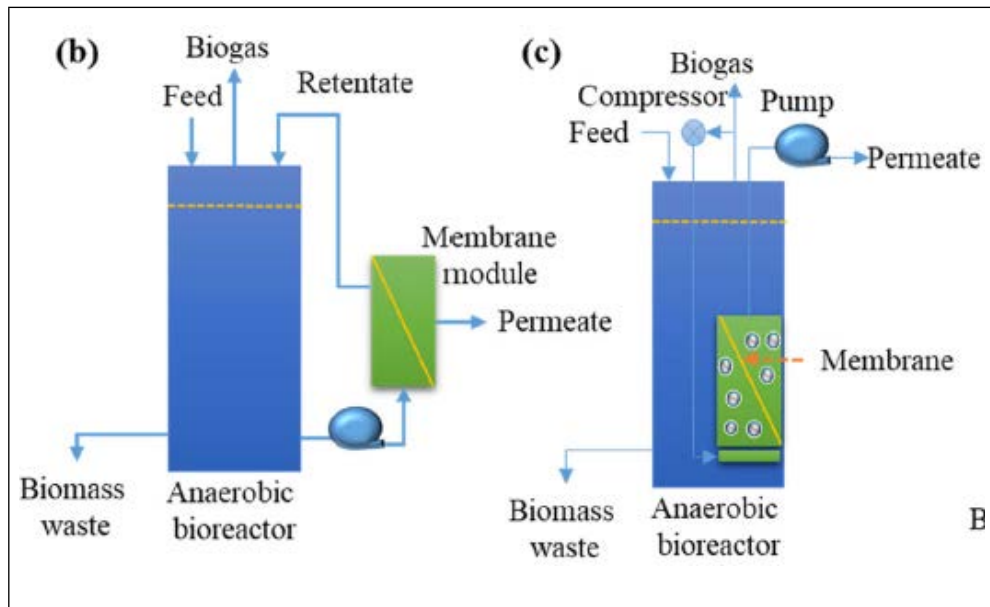 (b)
Biogas
Feed
Retentate
Membrane
module
Permeate
Biomass
waste
Anaerobic
bioreactor
(c)
Biogas
Compressor
Feed
Pump
Permeate
Membrane
Biomass
waste
Anaerobic
bioreactor
B